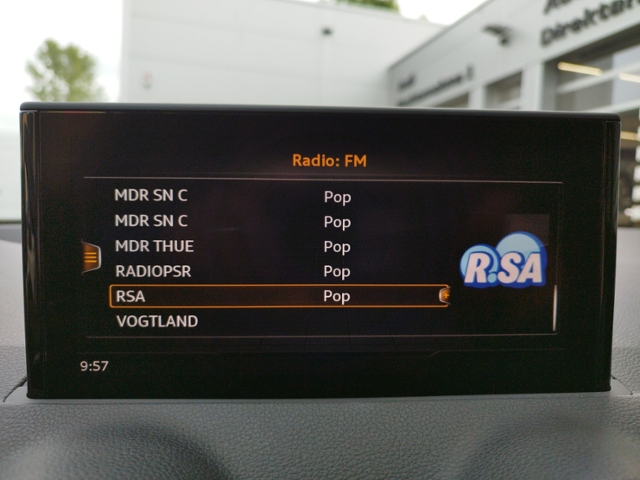 Radio: FM
MDR SN C Pop
MDR SN C Pop
MDR THUE Pop
RADIOPSR Pop
RSA Pop
VOGTLAND
R.SA
9:57
Direktan